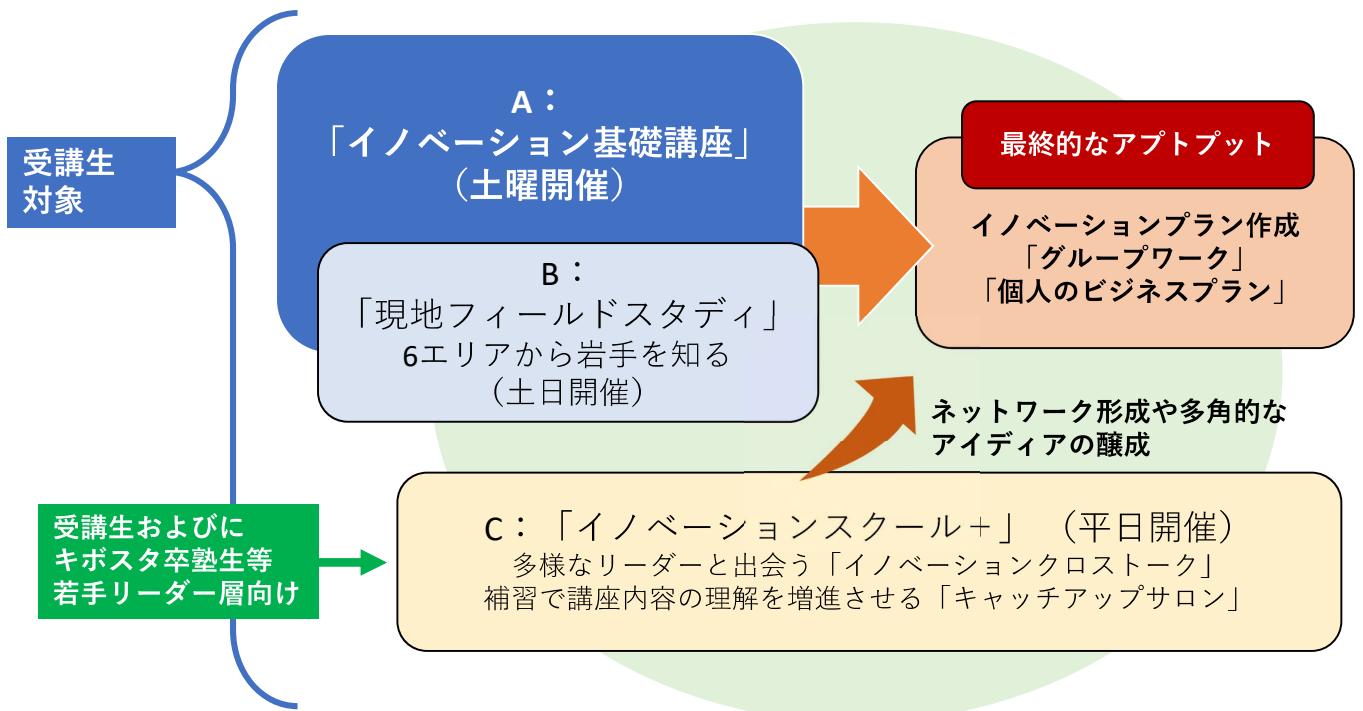 受講生
対象
A：
「イノベーション基礎講座」
（土曜開催）
B：
「現地フィールドスタディ」
6エリアから岩手を知る
（土日開催）
最終的なアプトプット
イノベーションプラン作成
「グループワーク」
「個人のビジネスプラン」
ネットワーク形成や多角的な
アイディアの醸成
受講生およびに
キボスタ卒塾生等
若手リーダー層向け
C：「イノベーションスクール＋」（平日開催）
多様なリーダーと出会う「イノベーションクロストーク」
補習で講座内容の理解を増進させる「キャッチアップサロン」